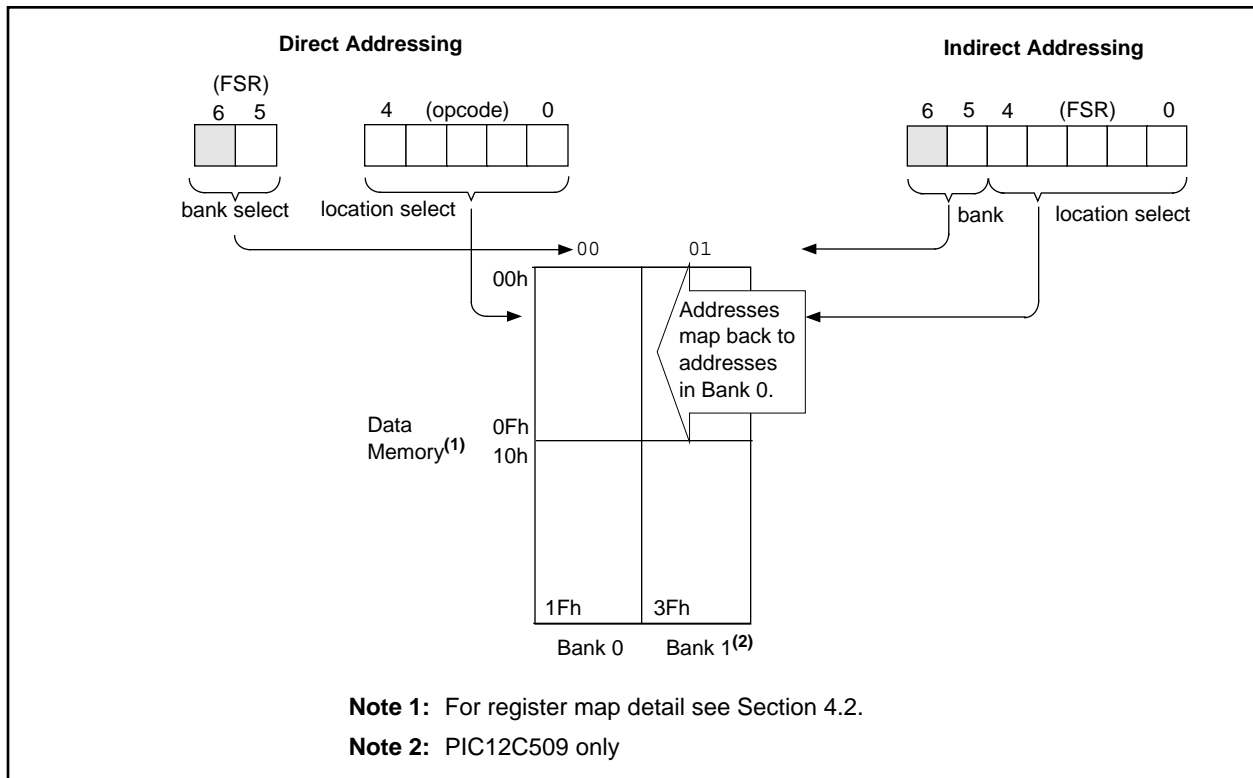 Direct Addressing
Indirect Addressing
(FSR)
6 5
4 (opcode) 0
6 5 4 (FSR) 0
bank select
location select
bank
location select
00
01
00h
Addresses
map back to
addresses
in Bank 0.
Data
Memory(1)
0Fh
10h
1Fh
3Fh
Bank 0
Bank 1(2)
Note 1: For register map detail see Section 4.2.
Note 2: PIC12C509 only